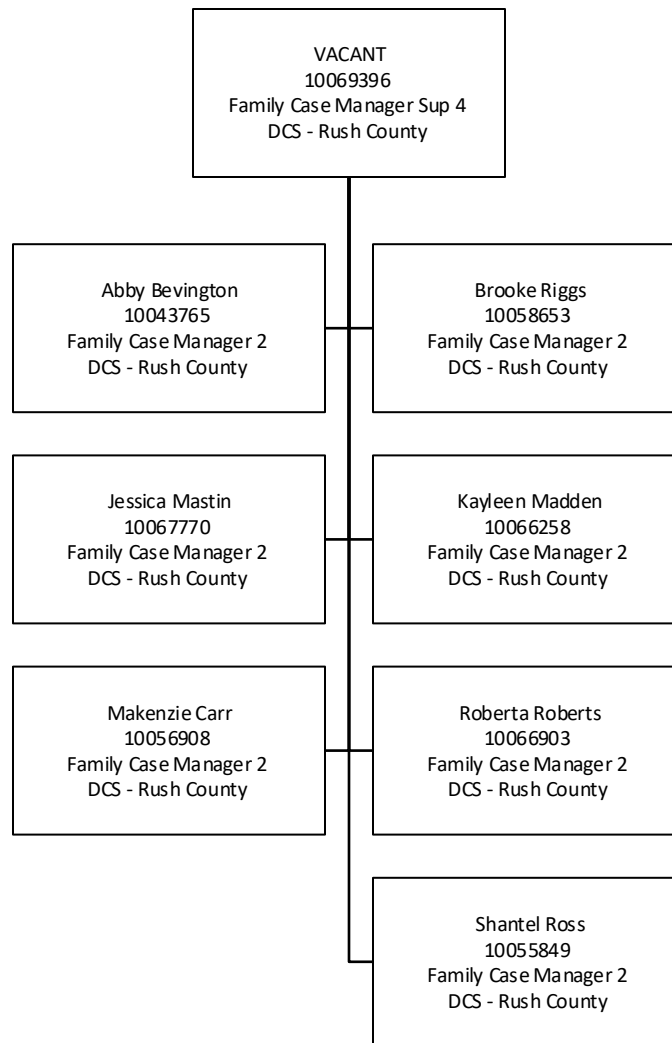 VACANT
10069396
Family Case Manager Sup 4
DCS - Rush County
Abby Bevington
10043765
Family Case Manager 2
DCS - Rush County
Brooke Riggs
10058653
Family Case Manager 2
DCS - Rush County
Jessica Mastin
10067770
Family Case Manager 2
DCS - Rush County
Kayleen Madden
10066258
Family Case Manager 2
DCS - Rush County
Makenzie Carr
10056908
Family Case Manager 2
DCS - Rush County
Roberta Roberts
10066903
Family Case Manager 2
DCS - Rush County
Shantel Ross
10055849
Family Case Manager 2
DCS - Rush County